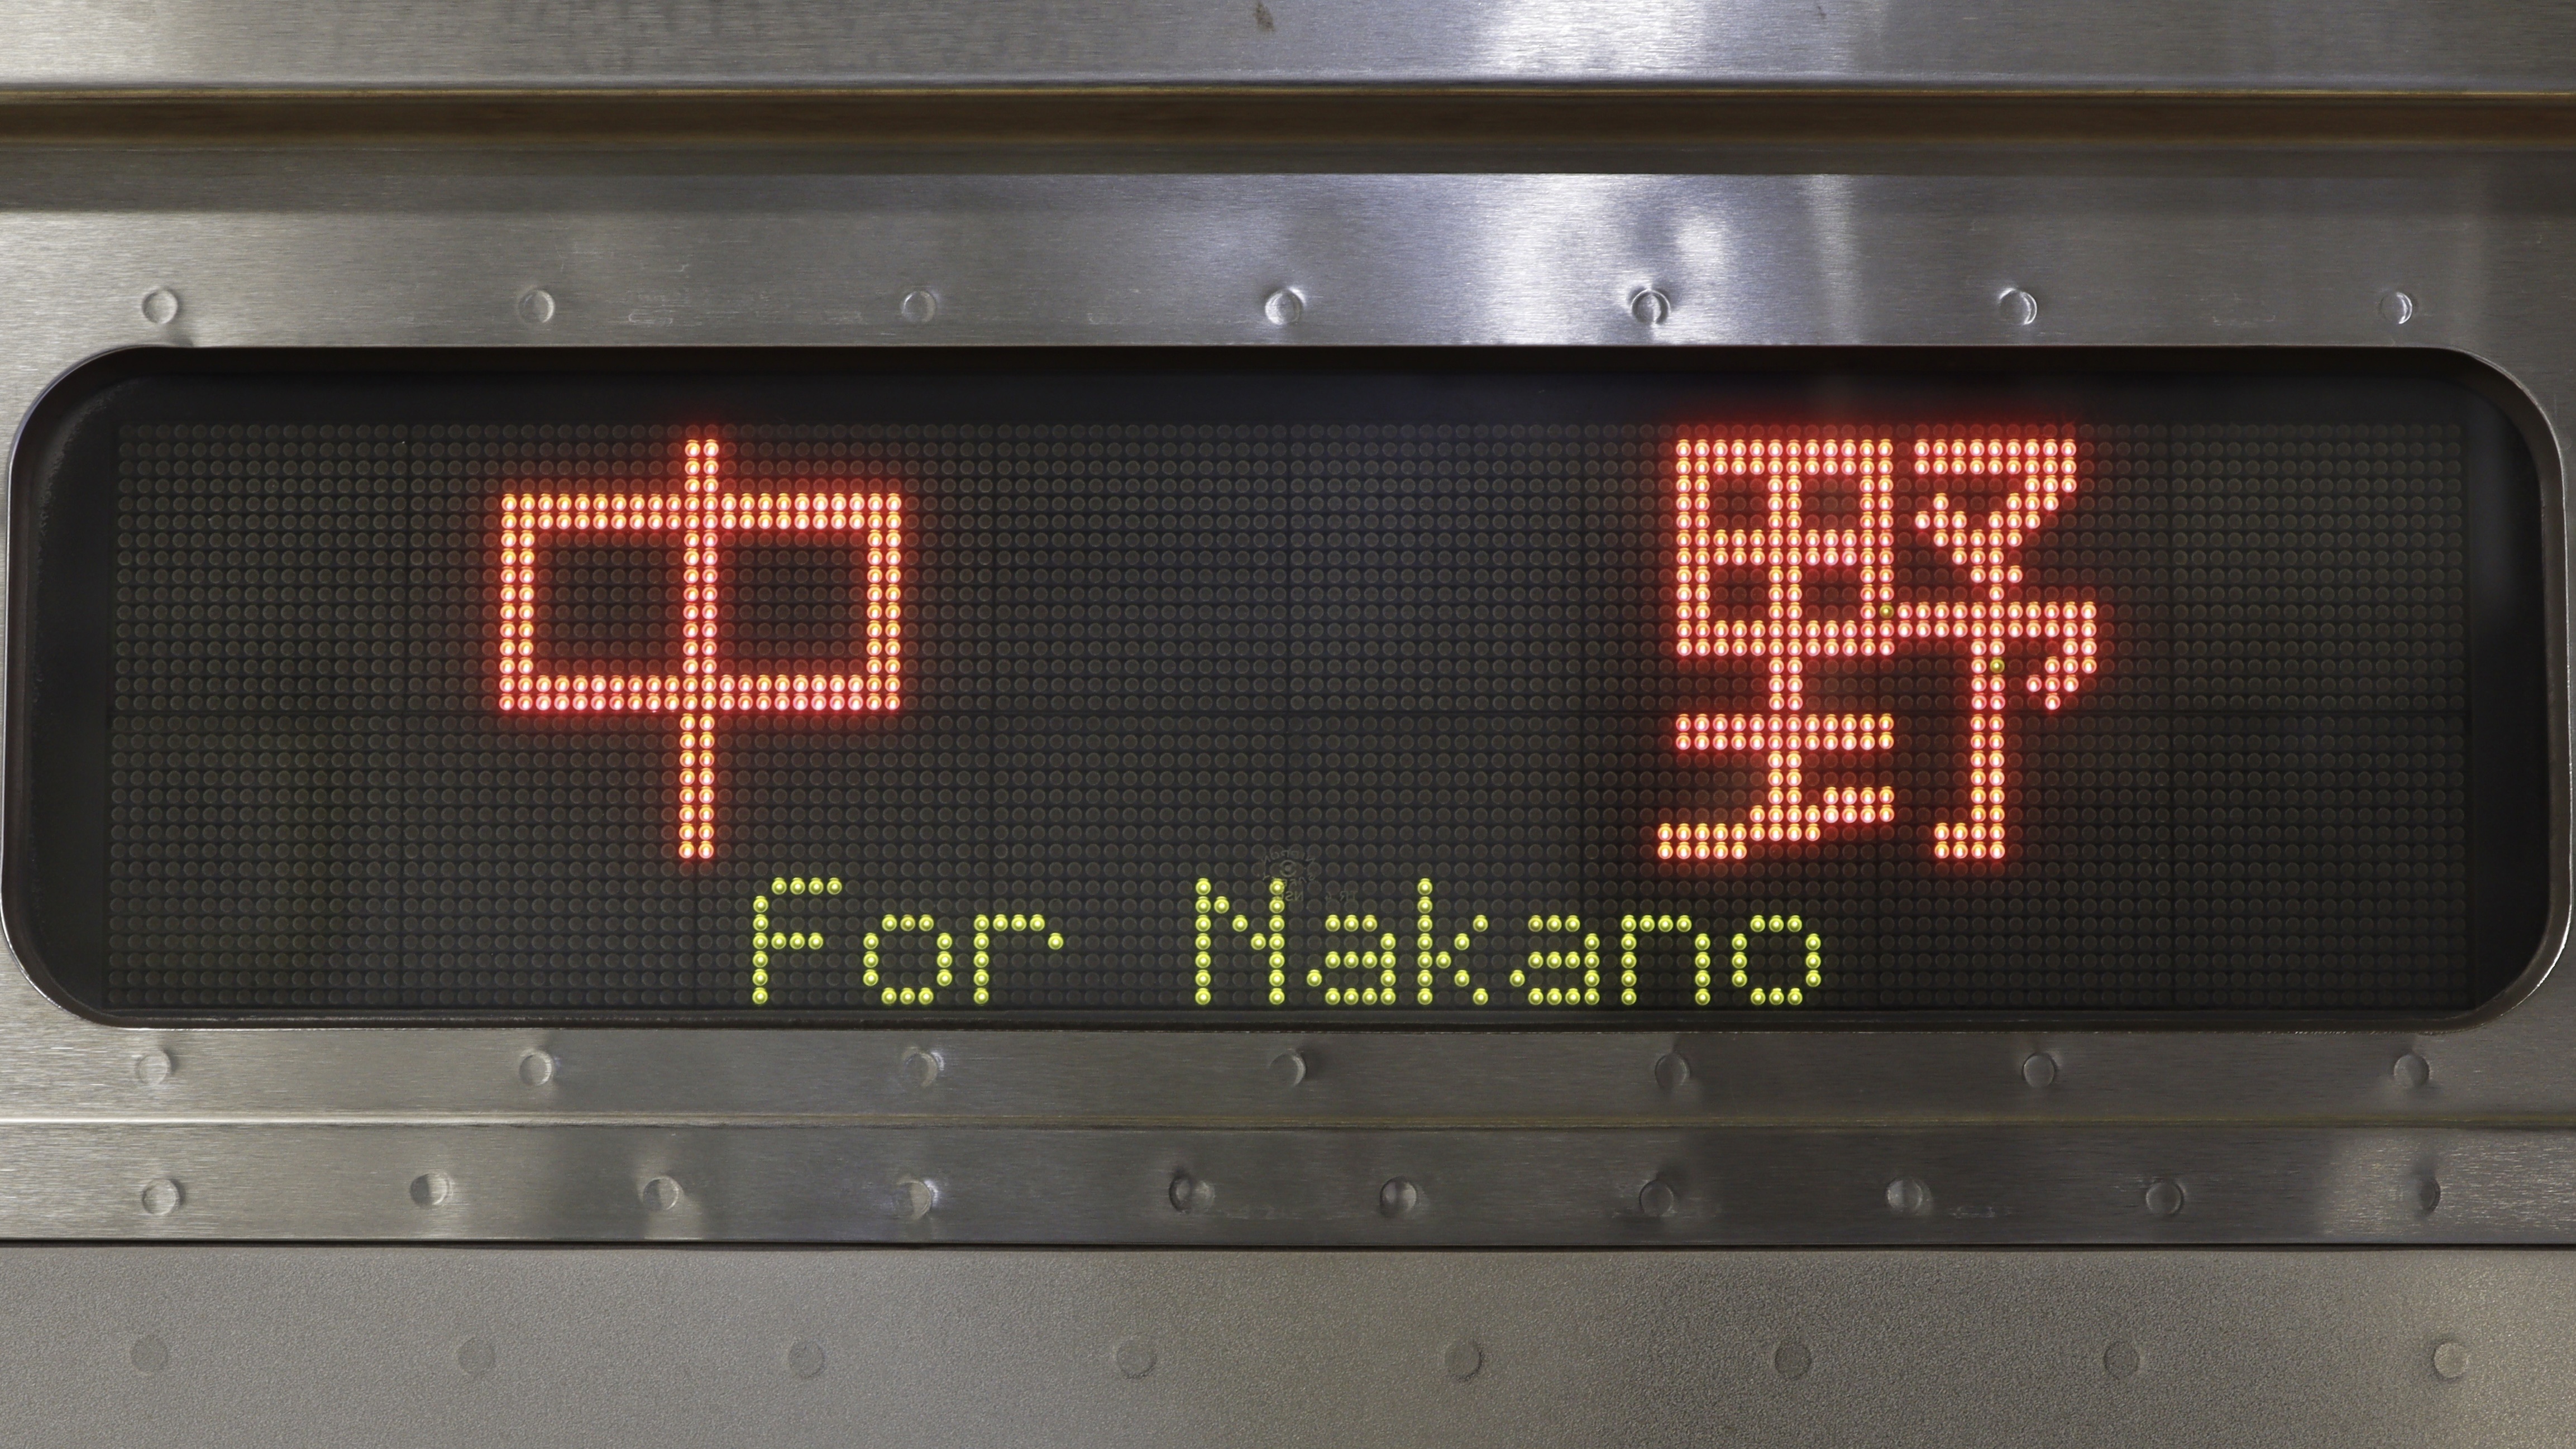 中野
For Nakano